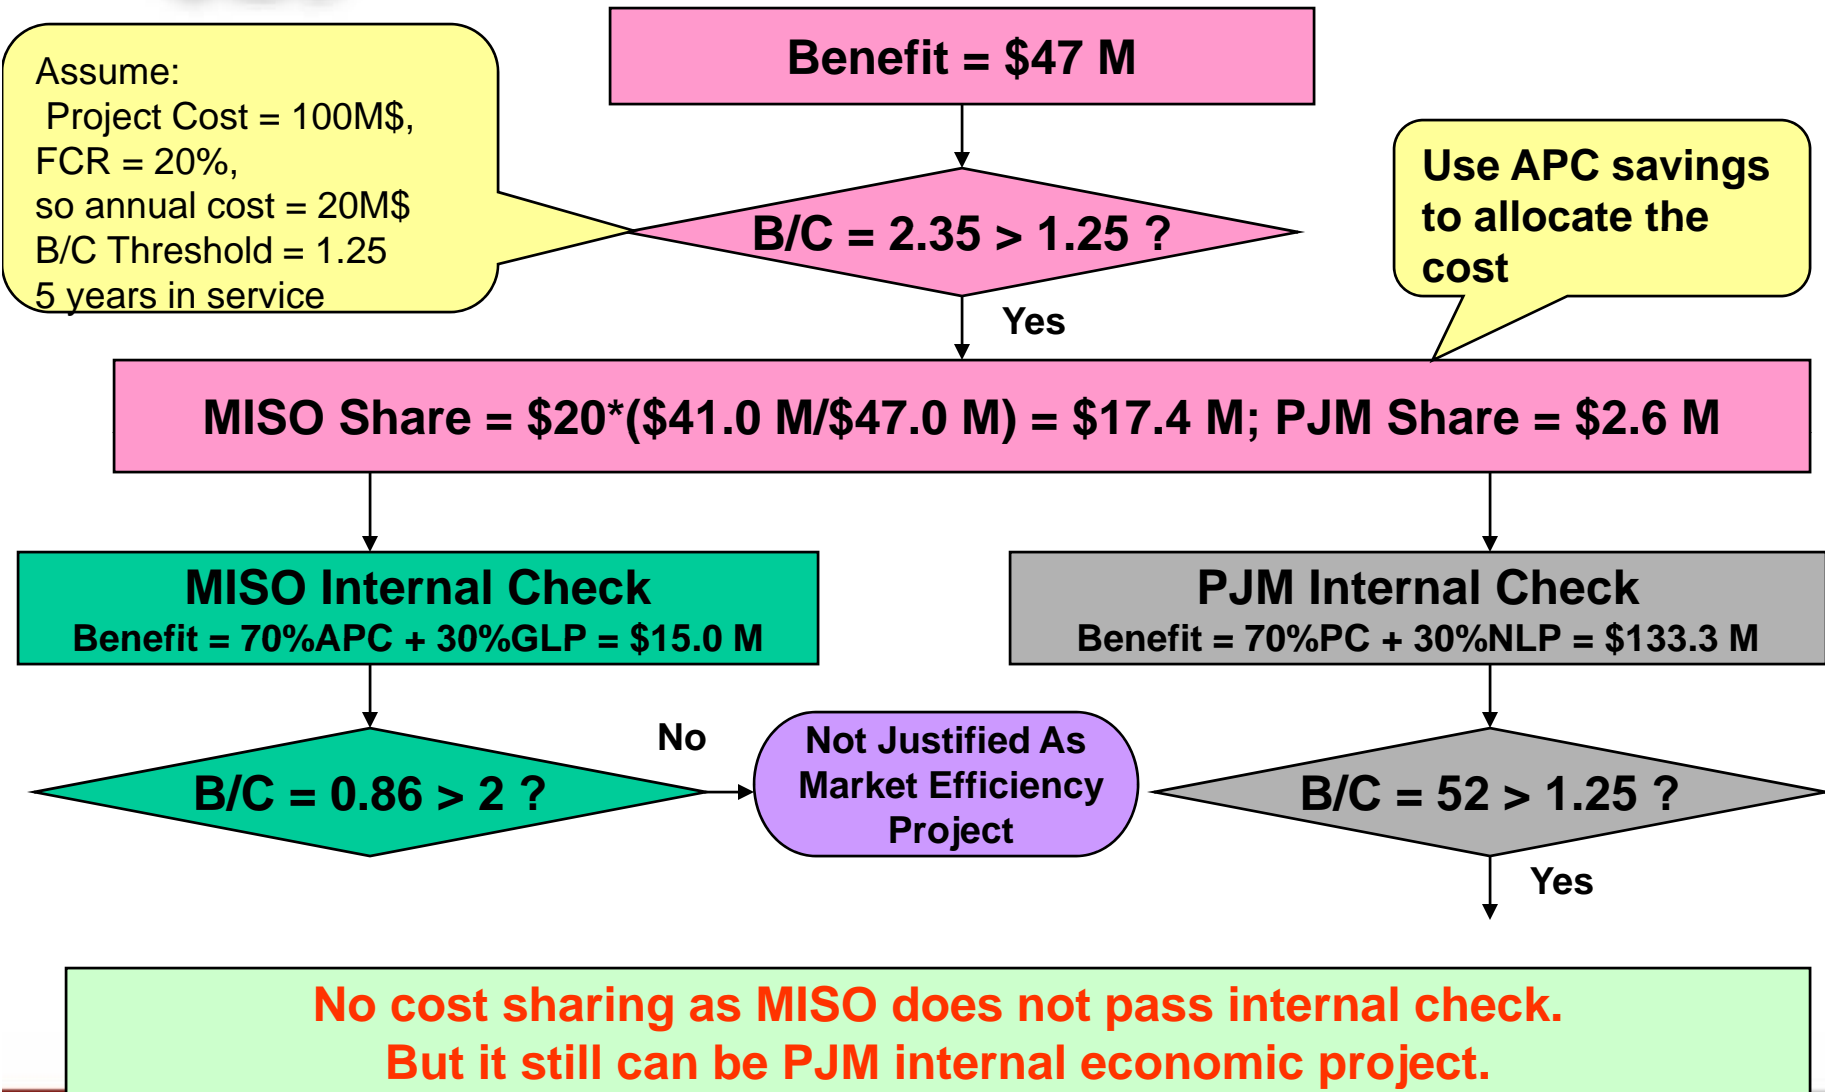 Benefit = $47 M
Assume:
Project Cost = 100M$,
FCR = 20%,
so annual cost = 20M$
B/C Threshold = 1.25
5 years in service
B/C = 2.35 > 1.25 ?
Use APC savings
to allocate the
cost
Yes
MISO Share = $20*($41.0 M/$47.0 M) = $17.4 M; PJM Share = $2.6 M
MISO Internal Check
Benefit = 70%APC + 30%GLP = $15.0 M
PJM Internal Check
Benefit = 70%PC + 30%NLP = $133.3 M
B/C = 0.86 > 2 ?
No
Not Justified As
Market Efficiency
Project
B/C = 52 > 1.25 ?
Yes
No cost sharing as MISO does not pass internal check.
But it still can be PJM internal economic project.